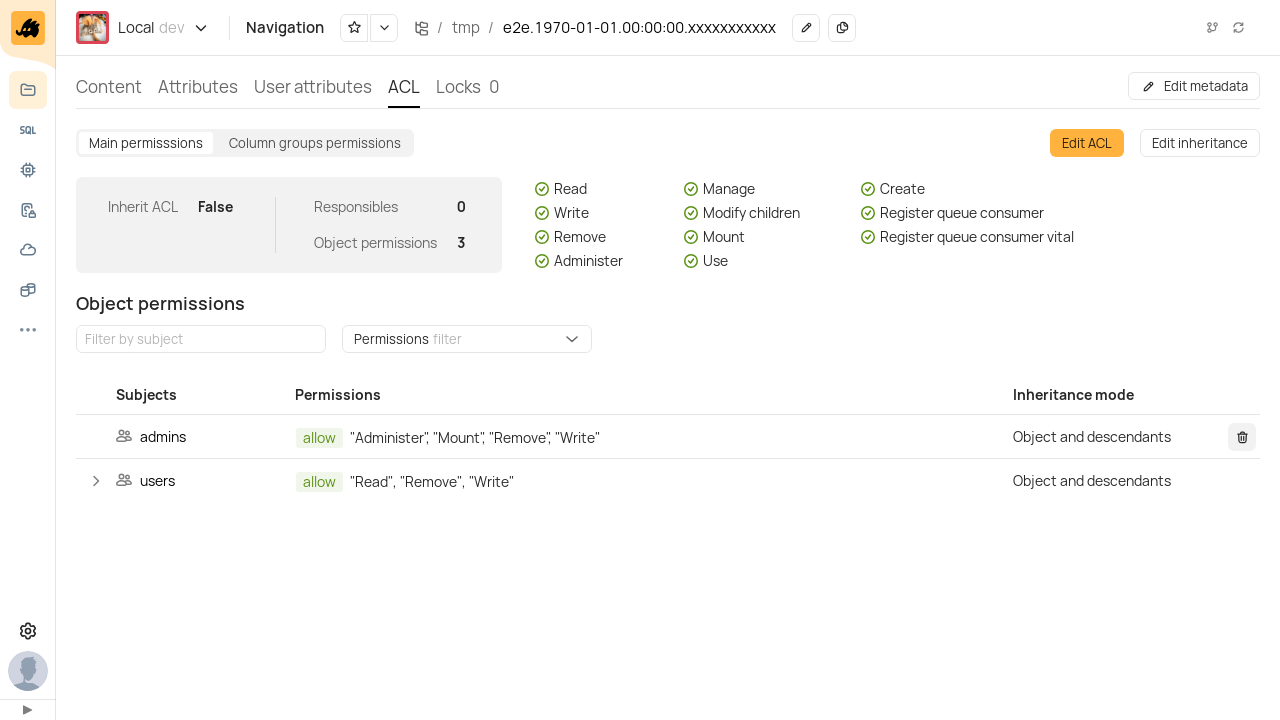 Local dev Navigation / tmp / e2e.1970-01-01.00:00:00.xxxxxxxxxxx
SQL
Content Attributes User attributes ACL Locks 0 Edit metadata
Main permisssions Column groups permissions Edit ACL Edit inheritance
Inherit ACL False
Responsibles 0
Object permissions 3
Read
Write
Remove
Administer
Manage
Modify children
Mount
Use
Create
Register queue consumer
Register queue consumer vital
Object permissions
Filter by subject Permissions filter
Subjects Permissions Inheritance mode
admins allow "Administer", "Mount", "Remove", "Write" Object and descendants
users allow "Read", "Remove", "Write" Object and descendants